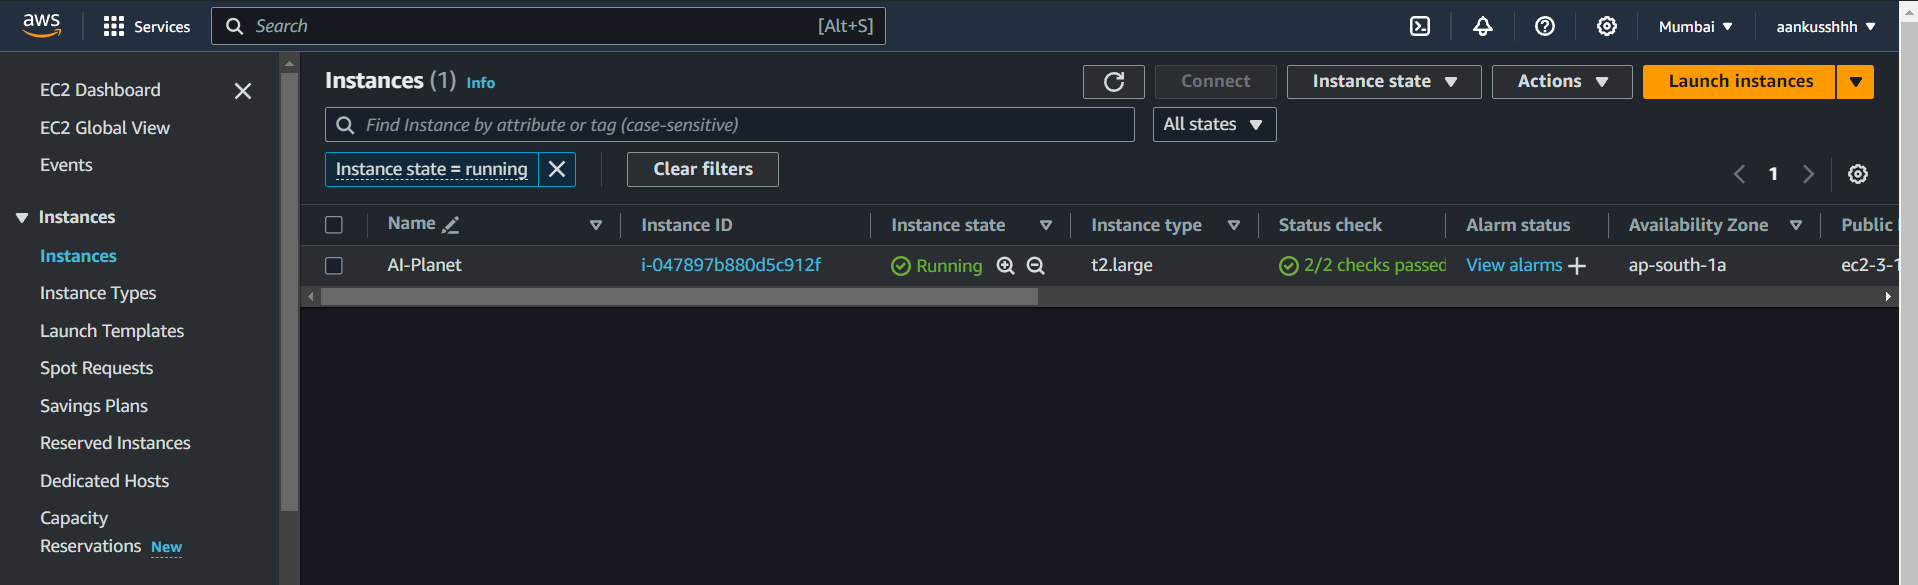 aws
Services
Search [Alt+S]
Mumbai
aankusshhh
EC2 Dashboard
EC2 Global View
Events
Instances
Instances
Instance Types
Launch Templates
Spot Requests
Savings Plans
Reserved Instances
Dedicated Hosts
Capacity
Reservations New
Instances (1) Info
Connect
Instance state
Actions
Launch instances
Find Instance by attribute or tag (case-sensitive)
All states
Instance state = running
Clear filters
1
Name Instance ID Instance state Instance type Status check Alarm status Availability Zone Public
AI-Planet i-047897b880d5c912f Running t2.large 2/2 checks passed View alarms + ap-south-1a ec2-3-1